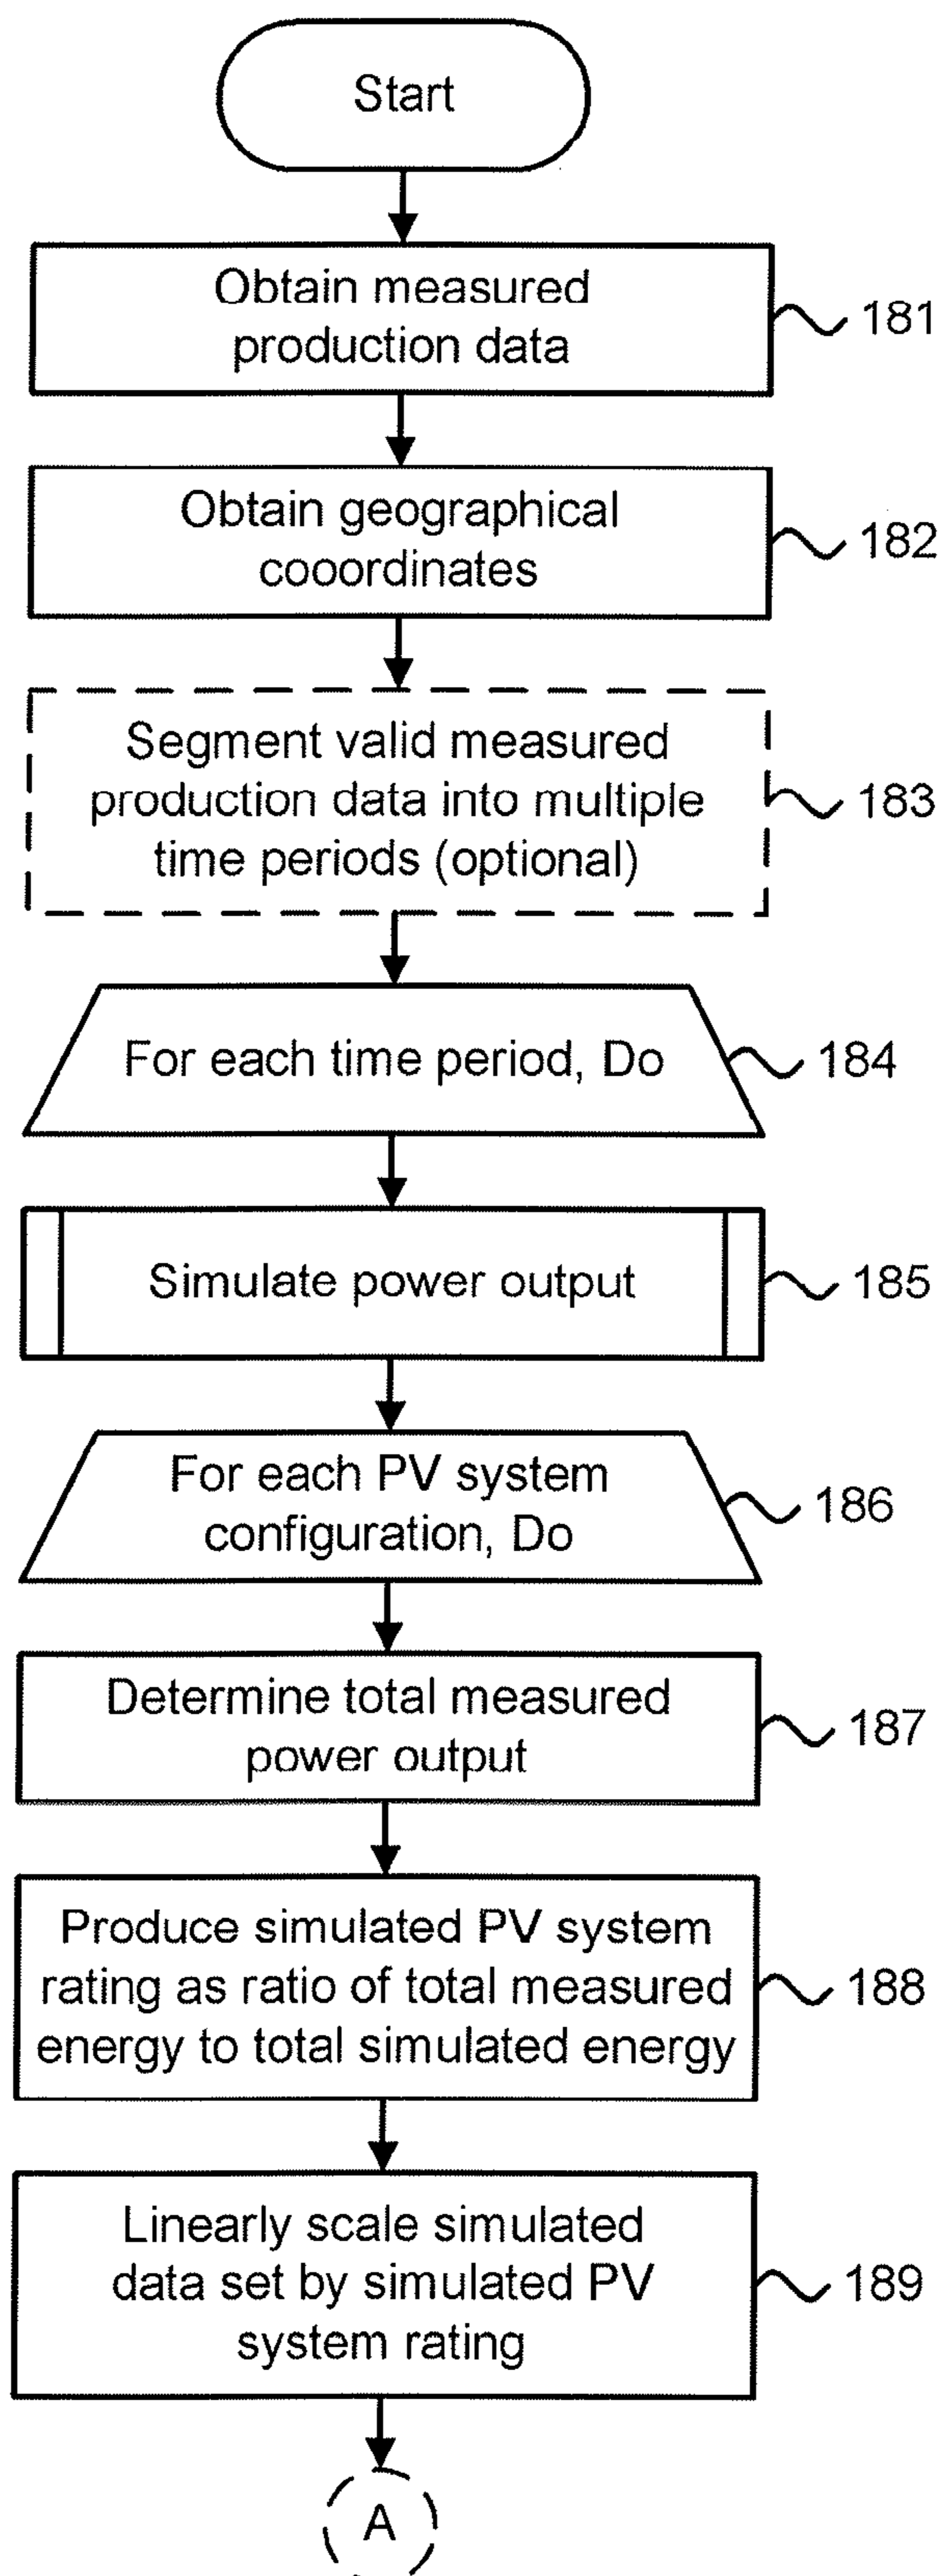 Start
Obtain measured
production data
181
Obtain geographical
cooordinates
182
Segment valid measured
production data into multiple
time periods (optional)
183
For each time period, Do
184
Simulate power output
185
For each PV system
configuration, Do
186
Determine total measured
power output
187
Produce simulated PV system
rating as ratio of total measured
energy to total simulated energy
188
Linearly scale simulated
data set by simulated PV
system rating
189
A